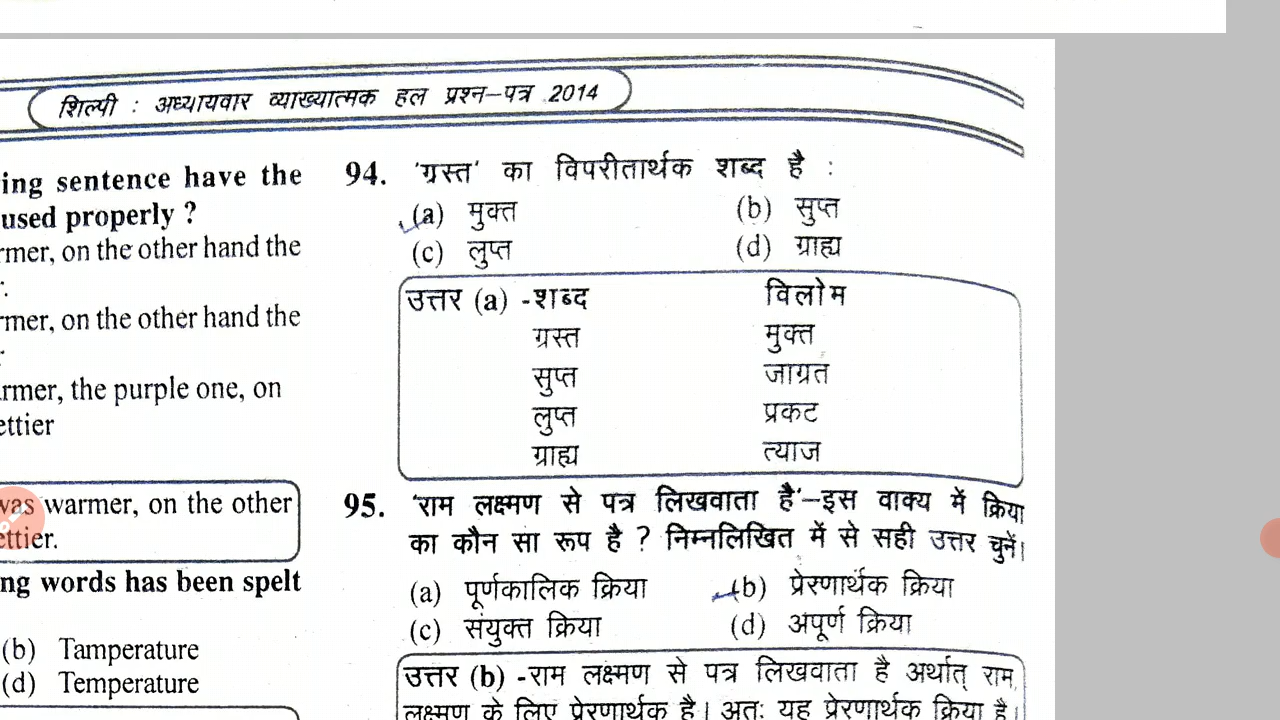 शिल्पी : अध्यायवार व्याख्यात्मक हल प्रश्न–पत्र 2014
ring sentence have the
used properly ?
rmer, on the other hand the
r.
rmer, on the other hand the
r
armer, the purple one, on
ettier
was warmer, on the other
ettier.
ng words has been spelt
(b) Tamperature
(d) Temperature
94. 'ग्रस्त' का विपरीतार्थक शब्द है :
(a) मुक्त (b) सुप्त
(c) लुप्त (d) ग्राह्य
उत्तर (a) -शब्द विलोम
ग्रस्त मुक्त
सुप्त जाग्रत
लुप्त प्रकट
ग्राह्य त्याज
95. 'राम लक्ष्मण से पत्र लिखवाता है'–इस वाक्य में क्रिया
का कौन सा रूप है ? निम्नलिखित में से सही उत्तर चुनें।
(a) पूर्णकालिक क्रिया (b) प्रेरणार्थक क्रिया
(c) संयुक्त क्रिया (d) अपूर्ण क्रिया
उत्तर (b) -राम लक्ष्मण से पत्र लिखवाता है अर्थात् राम
लक्ष्मण के लिए प्रेरणार्थक है। अतः यह प्रेरणार्थक क्रिया है।